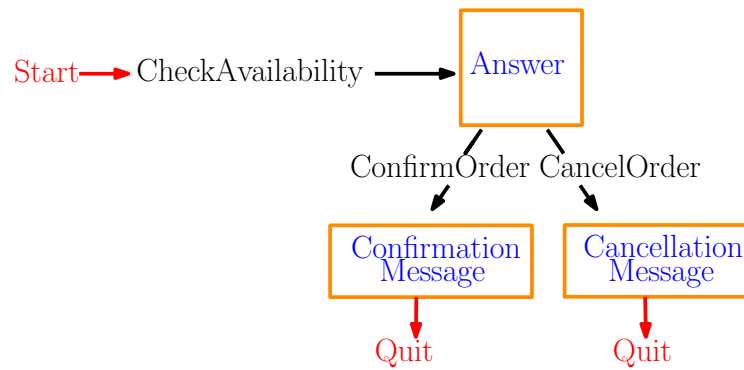 Start CheckAvailability Answer
ConfirmOrder CancelOrder
Confirmation
Message
Cancellation
Message
Quit Quit